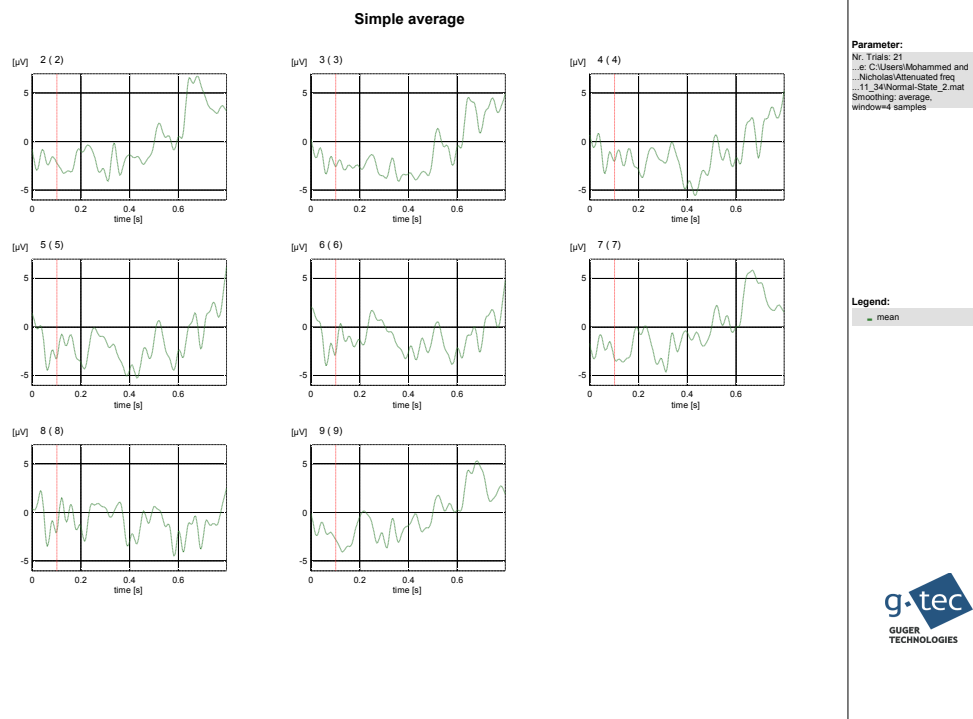 Simple average
[µV] 2 ( 2)
5
0
-5
0 0.2 0.4 0.6
time [s]
[µV] 3 ( 3)
5
0
-5
0 0.2 0.4 0.6
time [s]
[µV] 4 ( 4)
5
0
-5
0 0.2 0.4 0.6
time [s]
[µV] 5 ( 5)
5
0
-5
0 0.2 0.4 0.6
time [s]
[µV] 6 ( 6)
5
0
-5
0 0.2 0.4 0.6
time [s]
[µV] 7 ( 7)
5
0
-5
0 0.2 0.4 0.6
time [s]
[µV] 8 ( 8)
5
0
-5
0 0.2 0.4 0.6
time [s]
[µV] 9 ( 9)
5
0
-5
0 0.2 0.4 0.6
time [s]
Parameter:
Nr. Trials: 21
...e: C:\Users\Mohammed and
...Nicholas\Attenuated freq
...11_34\Normal-State_2.mat
Smoothing: average,
window=4 samples
Legend:
mean
g.tec
GUGER
TECHNOLOGIES